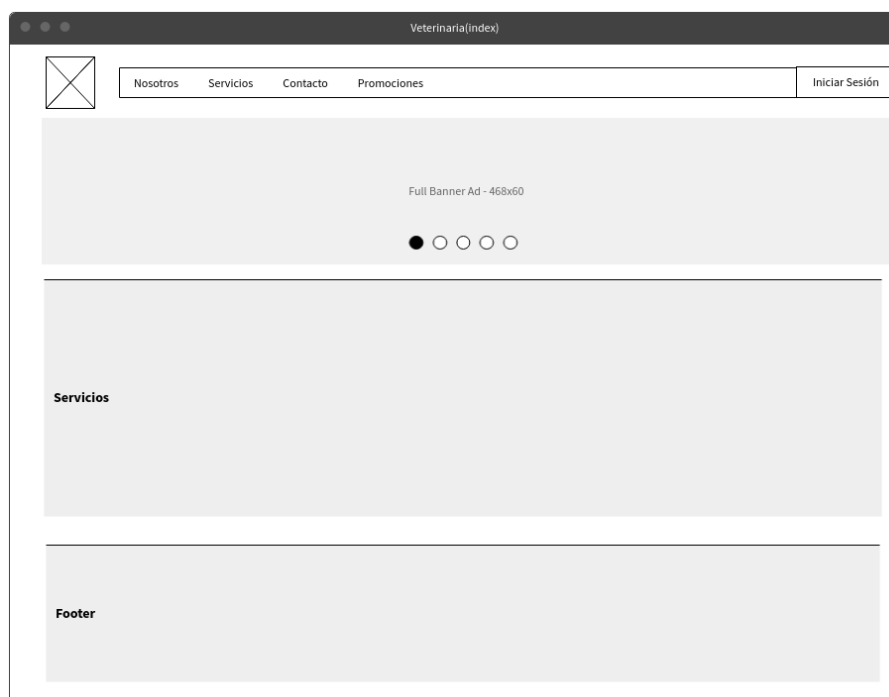 Veterinaria(index)
Nosotros Servicios Contacto Promociones Iniciar Sesión
Full Banner Ad - 468x60
Servicios
Footer